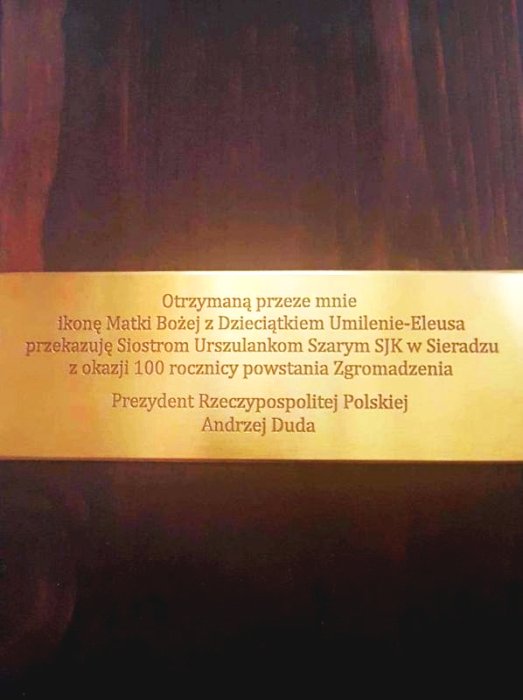 Otrzymaną przeze mnie
ikonę Matki Bożej z Dzieciątkiem Umilenie-Eleusa
przekazuję Siostrom Urszulankom Szarym SJK w Sieradzu
z okazji 100 rocznicy powstania Zgromadzenia
Prezydent Rzeczypospolitej Polskiej
Andrzej Duda